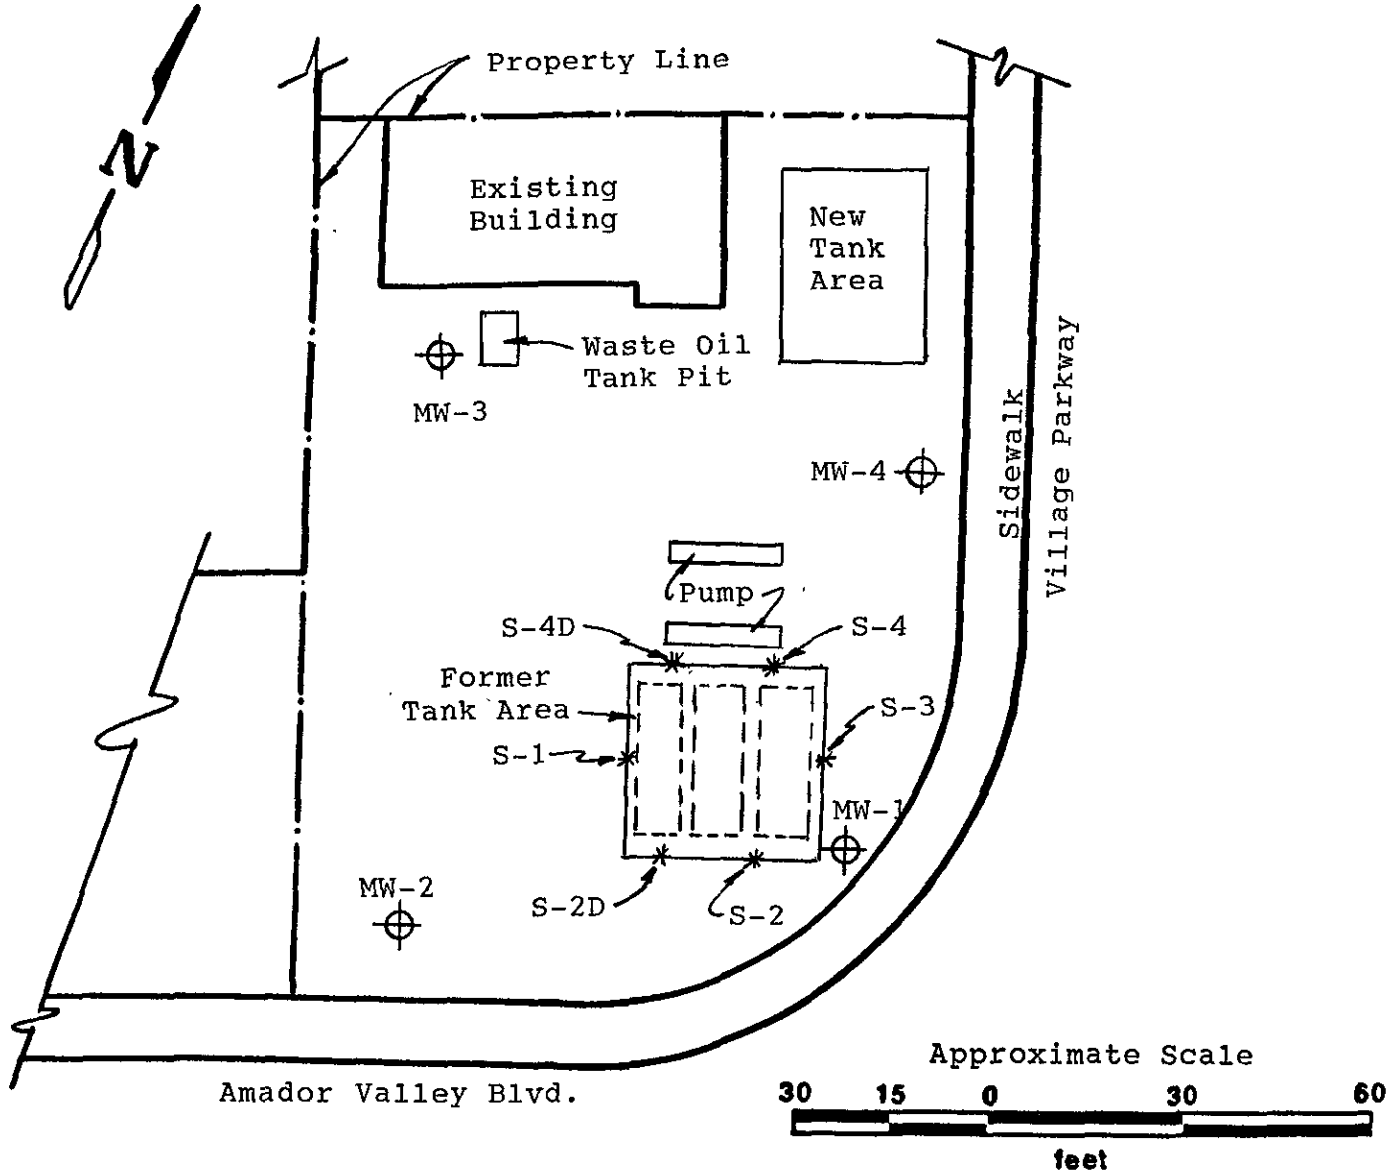 Property Line
N
Existing
Building
New
Tank
Area
Waste Oil
Tank Pit
MW-3
MW-4
Sidewalk
Village Parkway
Pump
S-4D
S-4
Former
Tank Area
S-3
S-1
MW-1
MW-2
S-2D
S-2
Amador Valley Blvd.
Approximate Scale
30 15 0 30 60
feet